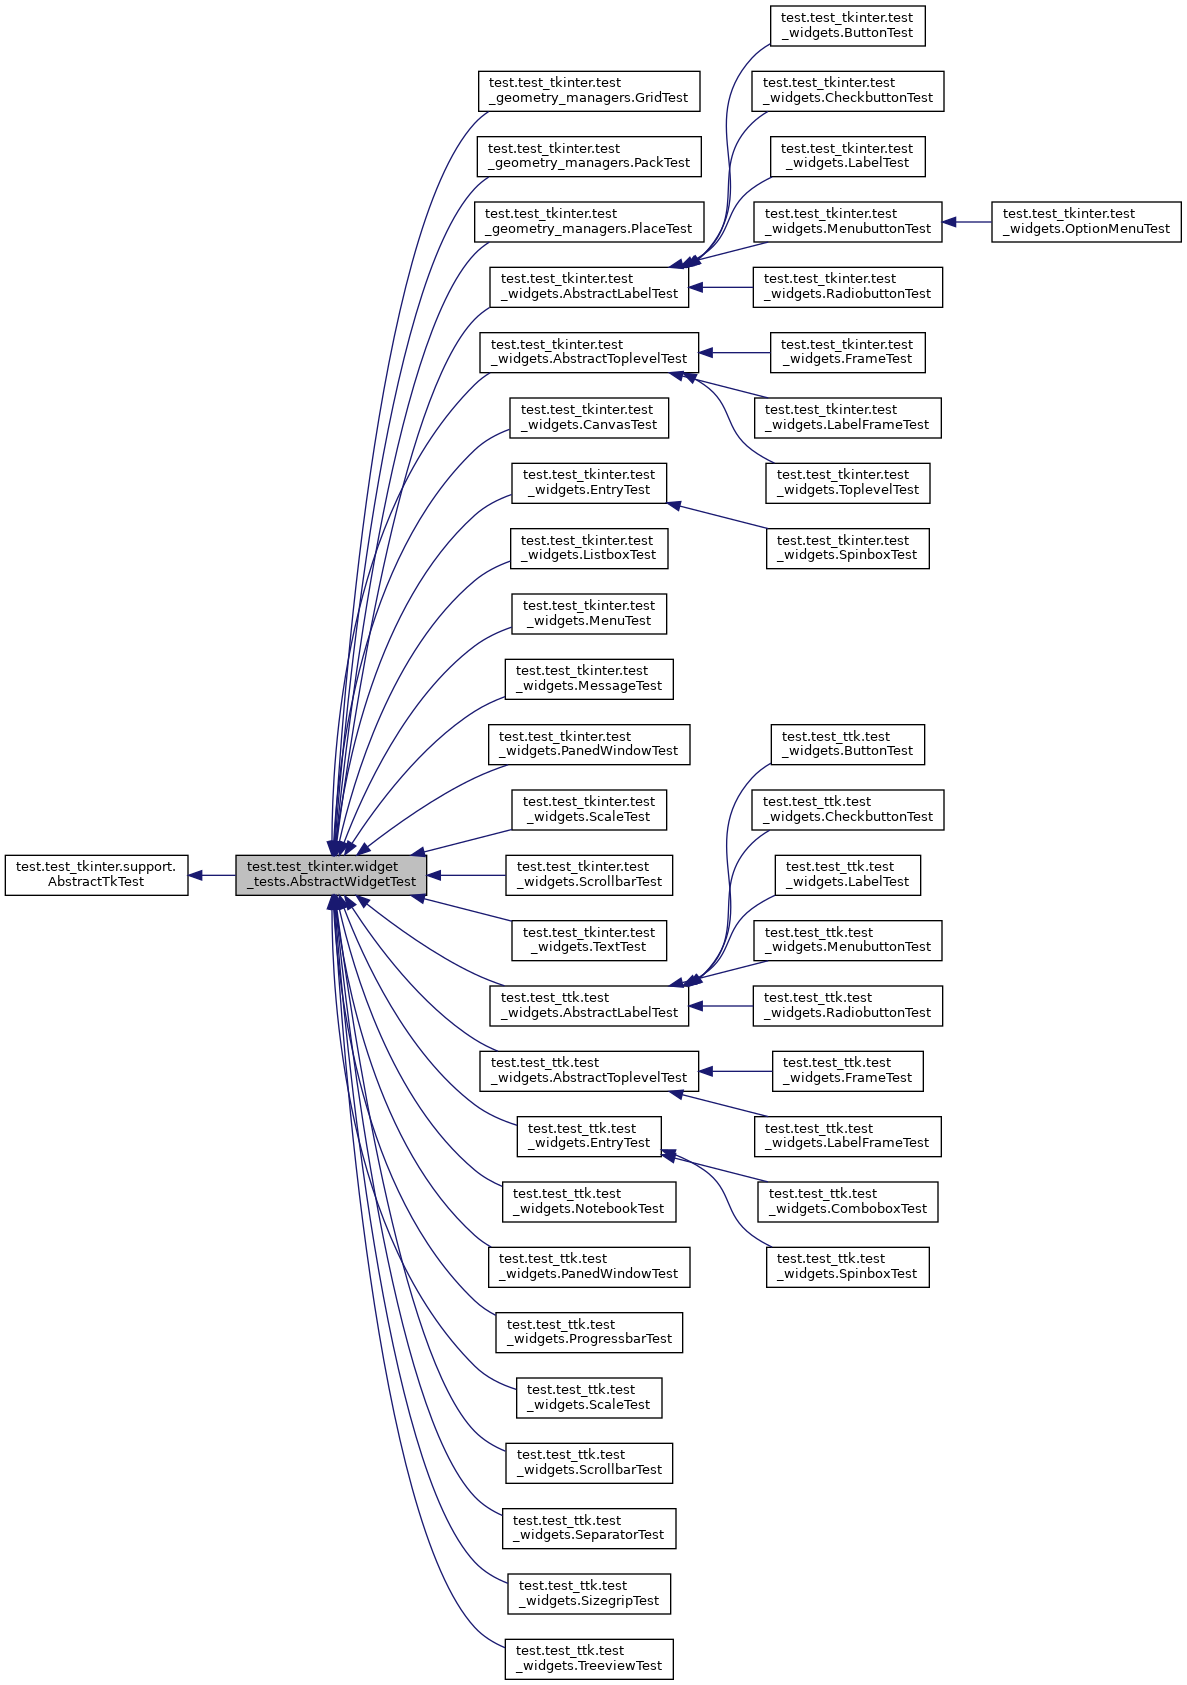 test.test_tkinter.test
_widgets.ButtonTest
test.test_tkinter.test
_geometry_managers.GridTest
test.test_tkinter.test
_widgets.CheckbuttonTest
test.test_tkinter.test
_geometry_managers.PackTest
test.test_tkinter.test
_widgets.LabelTest
test.test_tkinter.test
_geometry_managers.PlaceTest
test.test_tkinter.test
_widgets.MenubuttonTest
test.test_tkinter.test
_widgets.OptionMenuTest
test.test_tkinter.test
_widgets.AbstractLabelTest
test.test_tkinter.test
_widgets.RadiobuttonTest
test.test_tkinter.test
_widgets.AbstractToplevelTest
test.test_tkinter.test
_widgets.FrameTest
test.test_tkinter.test
_widgets.CanvasTest
test.test_tkinter.test
_widgets.LabelFrameTest
test.test_tkinter.test
_widgets.EntryTest
test.test_tkinter.test
_widgets.ToplevelTest
test.test_tkinter.test
_widgets.ListboxTest
test.test_tkinter.test
_widgets.SpinboxTest
test.test_tkinter.test
_widgets.MenuTest
test.test_tkinter.test
_widgets.MessageTest
test.test_tkinter.test
_widgets.PanedWindowTest
test.test_ttk.test
_widgets.ButtonTest
test.test_tkinter.test
_widgets.ScaleTest
test.test_ttk.test
_widgets.CheckbuttonTest
test.test_tkinter.support.
AbstractTkTest
test.test_tkinter.widget
_tests.AbstractWidgetTest
test.test_tkinter.test
_widgets.ScrollbarTest
test.test_ttk.test
_widgets.LabelTest
test.test_tkinter.test
_widgets.TextTest
test.test_ttk.test
_widgets.MenubuttonTest
test.test_ttk.test
_widgets.AbstractLabelTest
test.test_ttk.test
_widgets.RadiobuttonTest
test.test_ttk.test
_widgets.AbstractToplevelTest
test.test_ttk.test
_widgets.FrameTest
test.test_ttk.test
_widgets.EntryTest
test.test_ttk.test
_widgets.LabelFrameTest
test.test_ttk.test
_widgets.NotebookTest
test.test_ttk.test
_widgets.ComboboxTest
test.test_ttk.test
_widgets.PanedWindowTest
test.test_ttk.test
_widgets.SpinboxTest
test.test_ttk.test
_widgets.ProgressbarTest
test.test_ttk.test
_widgets.ScaleTest
test.test_ttk.test
_widgets.ScrollbarTest
test.test_ttk.test
_widgets.SeparatorTest
test.test_ttk.test
_widgets.SizegripTest
test.test_ttk.test
_widgets.TreeviewTest